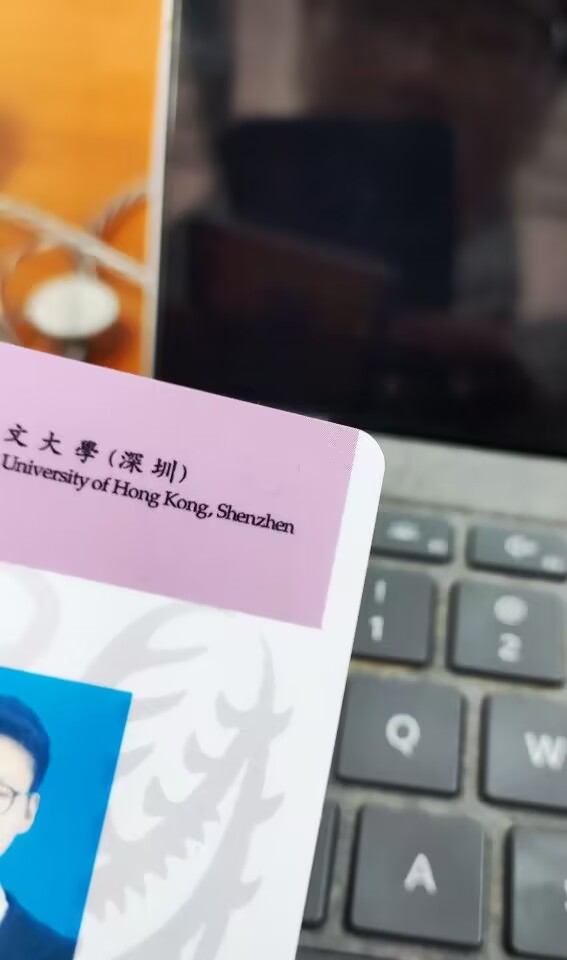 文大學(深圳)
University of Hong Kong, Shenzhen
!
1
@
2
Q
W
A